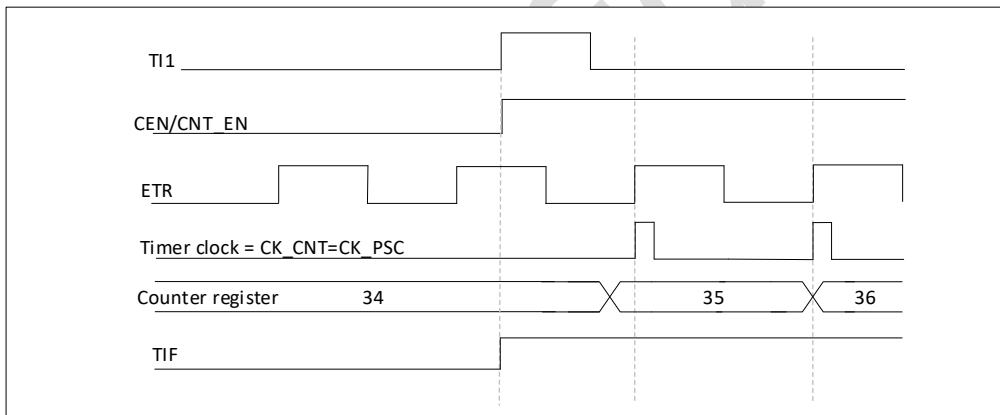 TI1
CEN/CNT_EN
ETR
Timer clock = CK_CNT=CK_PSC
Counter register 34 35 36
TIF